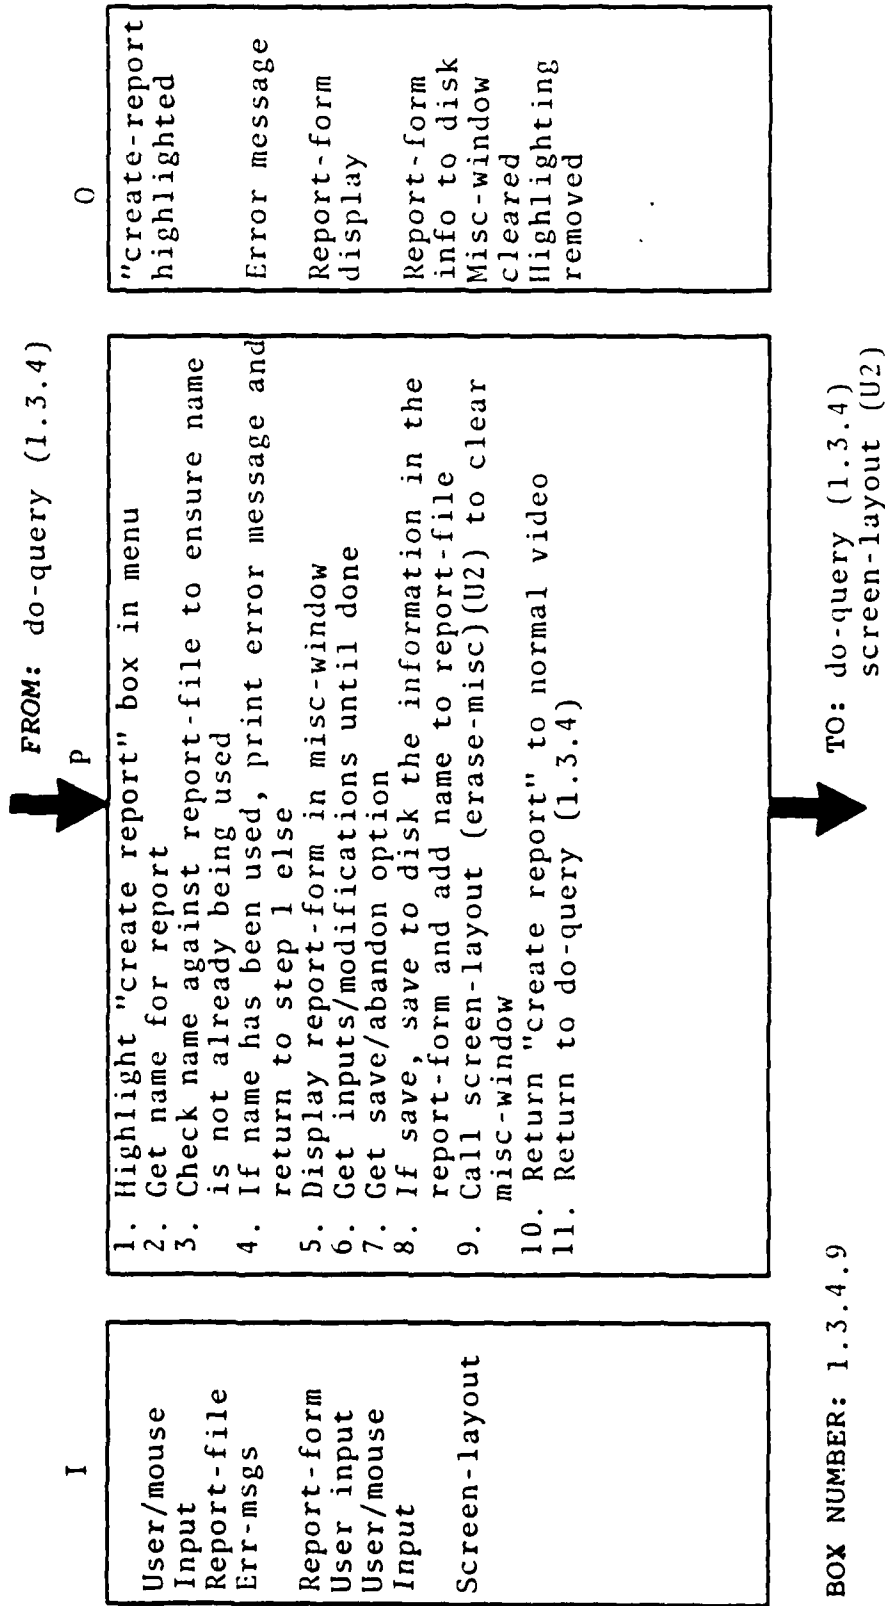 FROM: do-query (1.3.4)
I
P
O
User/mouse
Input
Report-file
Err-msgs
Report-form
User input
User/mouse
Input
Screen-layout
1. Highlight "create report" box in menu
2. Get name for report
3. Check name against report-file to ensure name
is not already being used
4. If name has been used, print error message and
return to step 1 else
5. Display report-form in misc-window
6. Get inputs/modifications until done
7. Get save/abandon option
8. If save, save to disk the information in the
report-form and add name to report-file
9. Call screen-layout (erase-misc)(U2) to clear
misc-window
10. Return "create report" to normal video
11. Return to do-query (1.3.4)
"create-report
highlighted
Error message
Report-form
display
Report-form
info to disk
Misc-window
cleared
Highlighting
removed
BOX NUMBER: 1.3.4.9
TO: do-query (1.3.4)
screen-layout (U2)